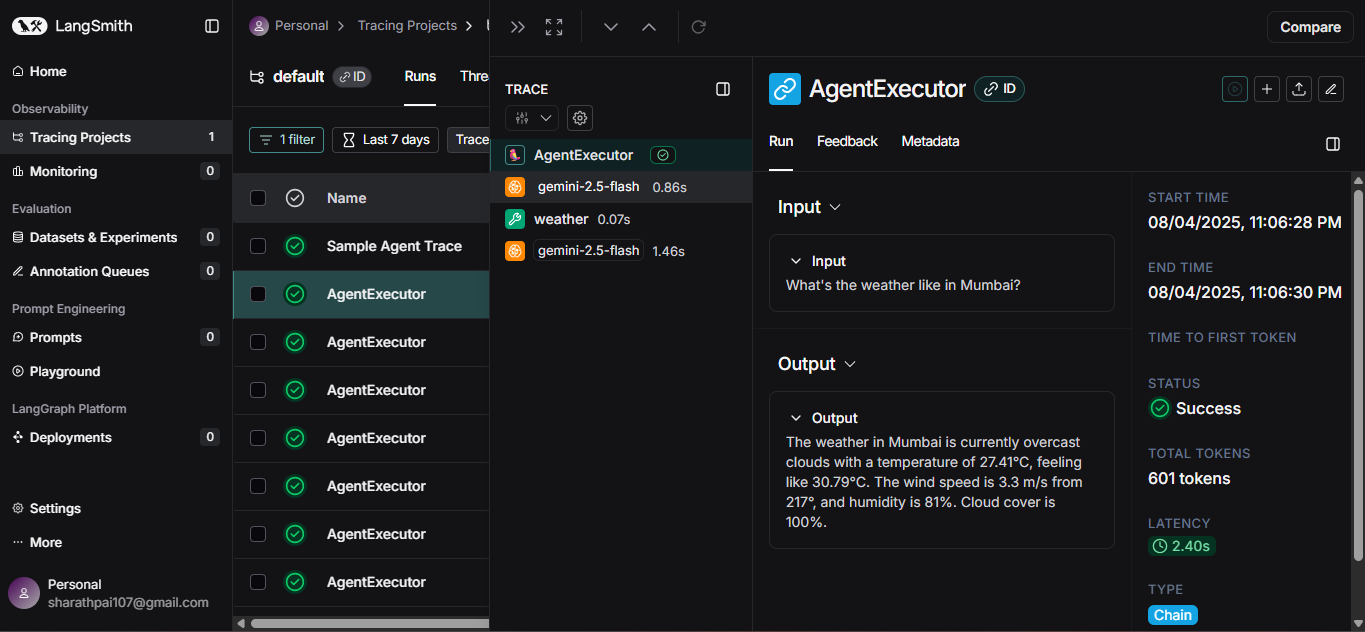 LangSmith
Home
Observability
Tracing Projects 1
Monitoring 0
Evaluation
Datasets & Experiments 0
Annotation Queues 0
Prompt Engineering
Prompts 0
Playground
LangGraph Platform
Deployments 0
Settings
More
Personal
sharathpai107@gmail.com
Personal > Tracing Projects >
default ID Runs Thre
1 filter Last 7 days Trace
Name
Sample Agent Trace
AgentExecutor
AgentExecutor
AgentExecutor
AgentExecutor
AgentExecutor
AgentExecutor
AgentExecutor
TRACE
AgentExecutor
gemini-2.5-flash 0.86s
weather 0.07s
gemini-2.5-flash 1.46s
Compare
AgentExecutor ID
Run Feedback Metadata
Input
Input
What's the weather like in Mumbai?
Output
Output
The weather in Mumbai is currently overcast
clouds with a temperature of 27.41°C, feeling
like 30.79°C. The wind speed is 3.3 m/s from
217°, and humidity is 81%. Cloud cover is
100%.
START TIME
08/04/2025, 11:06:28 PM
END TIME
08/04/2025, 11:06:30 PM
TIME TO FIRST TOKEN
STATUS
Success
TOTAL TOKENS
601 tokens
LATENCY
2.40s
TYPE
Chain